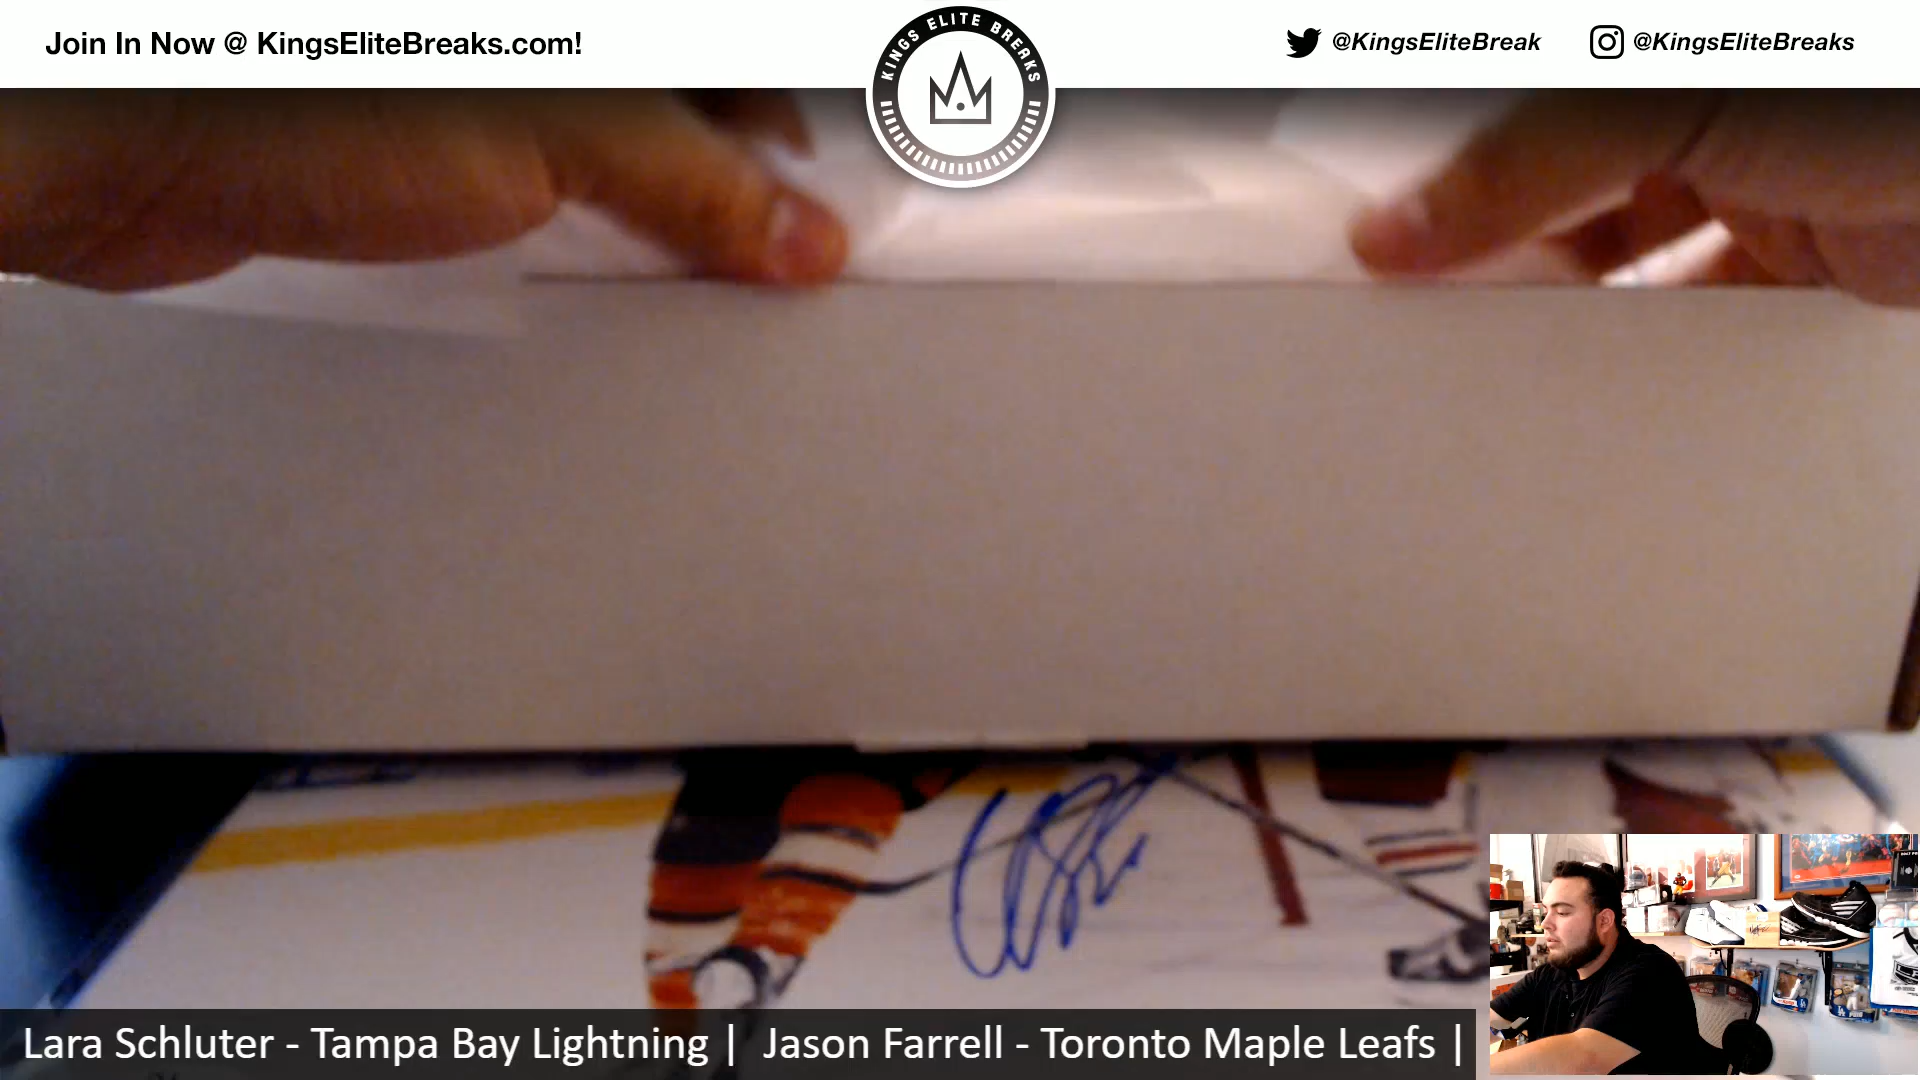 Join In Now @ KingsEliteBreaks.com!
KINGS ELITE BREAKS
@KingsEliteBreak
@KingsEliteBreaks
Lara Schluter - Tampa Bay Lightning | Jason Farrell - Toronto Maple Leafs |